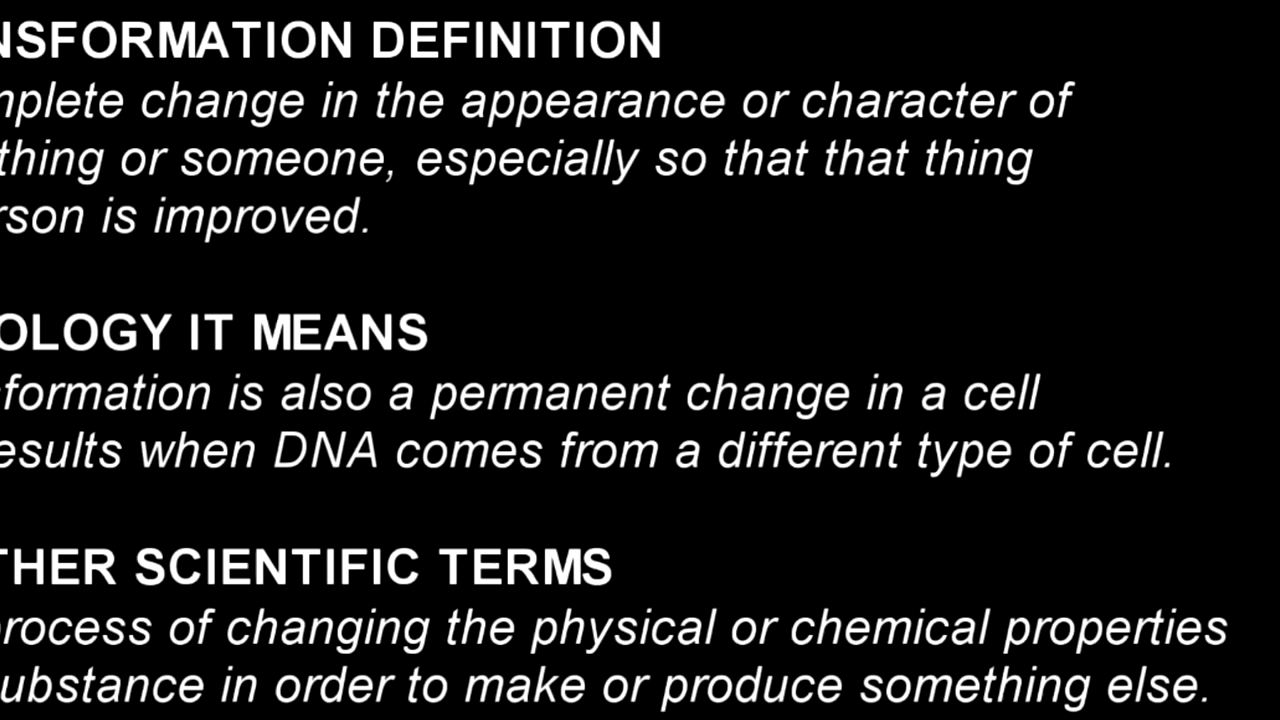 NSFORMATION DEFINITION
mplete change in the appearance or character of
thing or someone, especially so that that thing
rson is improved.
OLOGY IT MEANS
sformation is also a permanent change in a cell
esults when DNA comes from a different type of cell.
THER SCIENTIFIC TERMS
process of changing the physical or chemical properties
ubstance in order to make or produce something else.